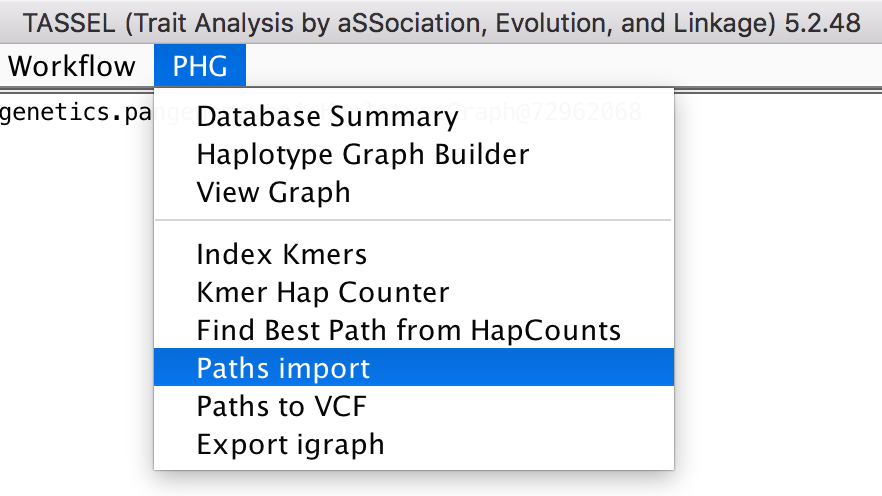 TASSEL (Trait Analysis by aSSociation, Evolution, and Linkage) 5.2.48
Workflow PHG
genetics.pa Graph@72962068
Database Summary
Haplotype Graph Builder
View Graph
Index Kmers
Kmer Hap Counter
Find Best Path from HapCounts
Paths import
Paths to VCF
Export igraph